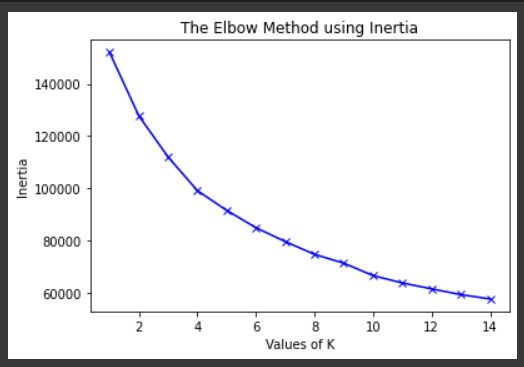 The Elbow Method using Inertia
140000
120000
100000
80000
60000
Inertia
2 4 6 8 10 12 14
Values of K